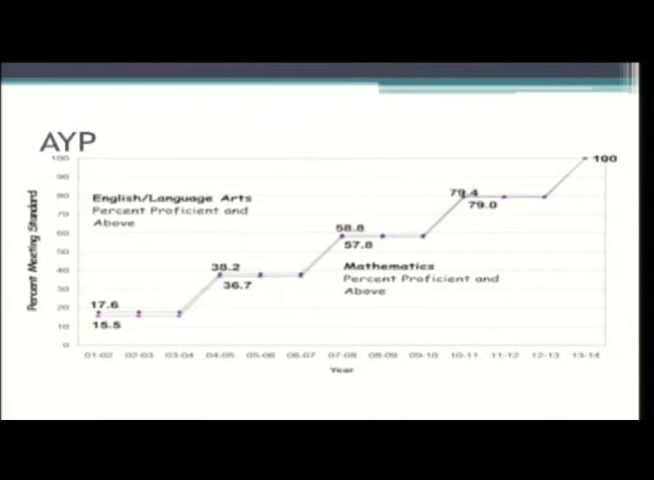 AYP
Percent Meeting Standard
100
90
80
70
60
50
40
30
20
10
0
English/Language Arts
Percent Proficient and
Above
17.6
15.5
38.2
36.7
58.8
57.8
79.4
79.0
100
Mathematics
Percent Proficient and
Above
01-02 02-03 03-04 04-05 05-06 06-07 07-08 08-09 09-10 10-11 11-12 12-13 13-14
Year